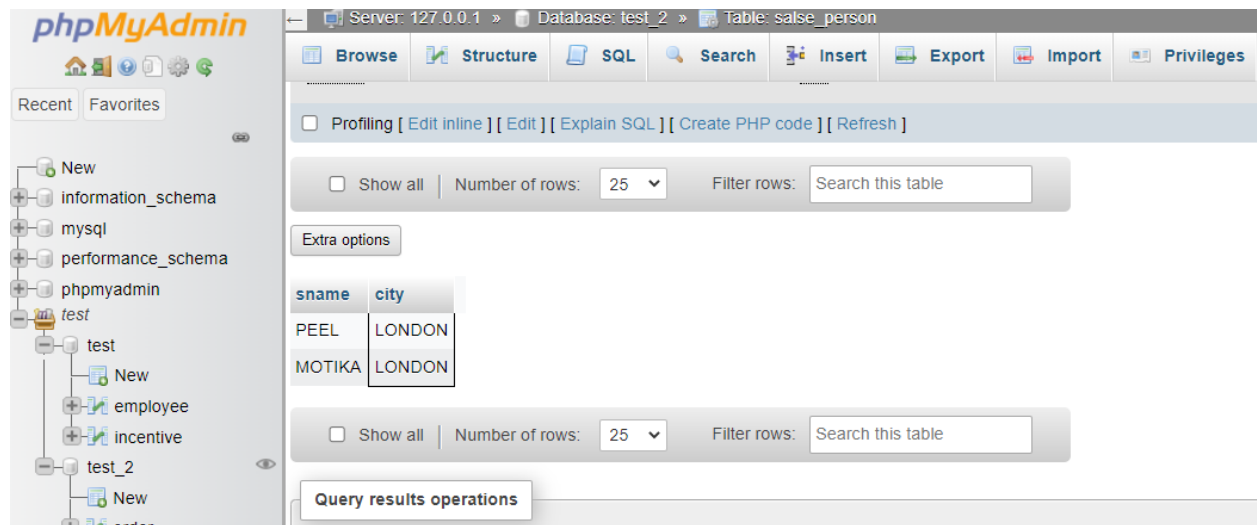 phpMyAdmin
Recent Favorites
New
information_schema
mysql
performance_schema
phpmyadmin
test
test
New
employee
incentive
test_2
New
Server: 127.0.0.1 » Database: test_2 » Table: salse_person
Browse Structure SQL Search Insert Export Import Privileges
Profiling [ Edit inline ] [ Edit ] [ Explain SQL ] [ Create PHP code ] [ Refresh ]
Show all | Number of rows: 25 Filter rows: Search this table
Extra options
sname city
PEEL LONDON
MOTIKA LONDON
Show all | Number of rows: 25 Filter rows: Search this table
Query results operations